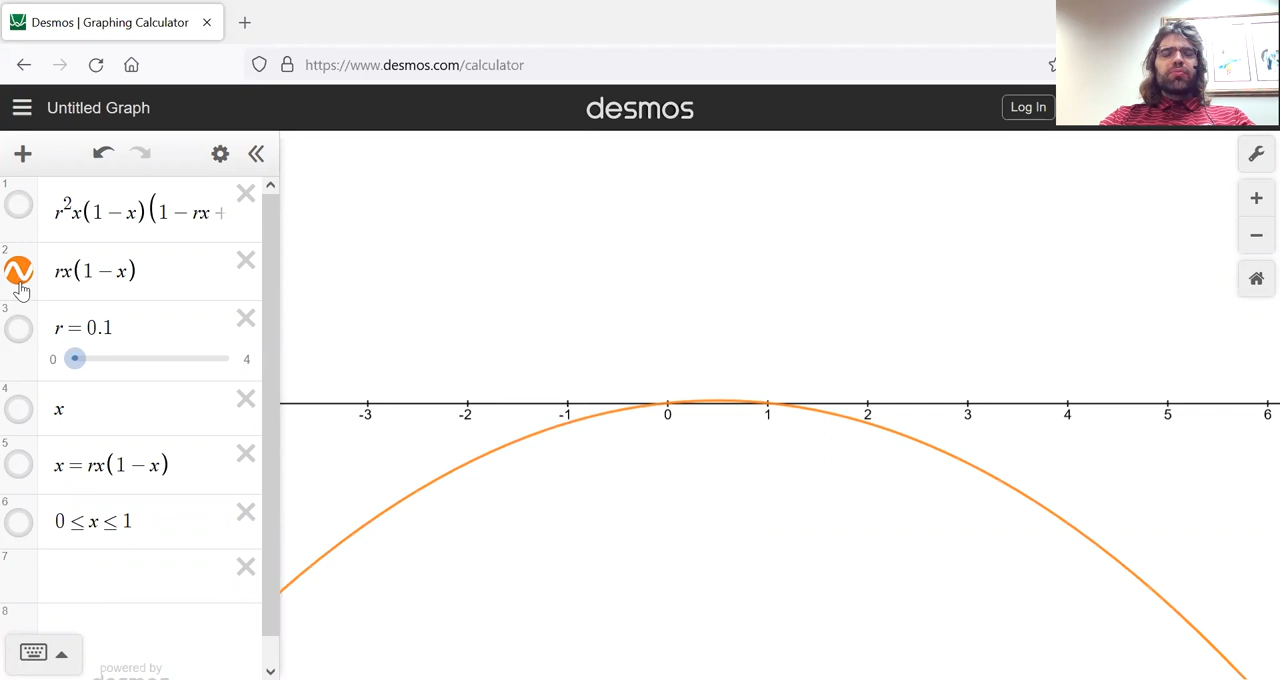 Desmos | Graphing Calculator
https://www.desmos.com/calculator
Untitled Graph
desmos
Log In
1
r²x(1 − x)(1 − rx +
2
rx(1 − x)
3
r = 0.1
0
4
4
x
5
x = rx(1 − x)
6
0 ≤ x ≤ 1
7
8
powered by
desmos
-3 -2 -1 0 1 2 3 4 5 6